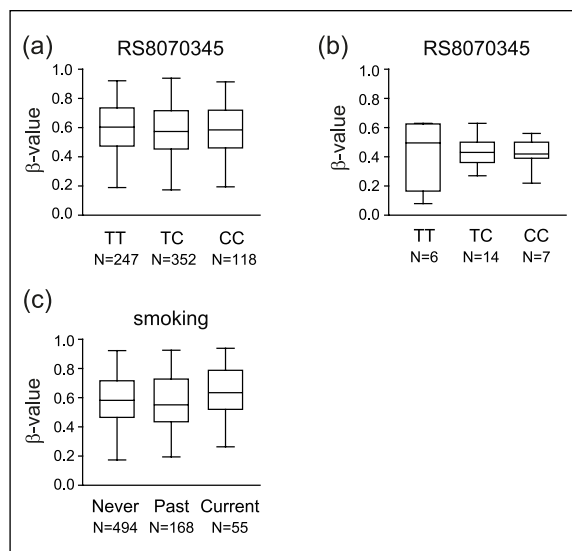 (a) RS8070345
β-value
1.0
0.8
0.6
0.4
0.2
0.0
TT TC CC
N=247 N=352 N=118
(b) RS8070345
β-value
1.0
0.8
0.6
0.4
0.2
0.0
TT TC CC
N=6 N=14 N=7
(c) smoking
β-value
1.0
0.8
0.6
0.4
0.2
0.0
Never Past Current
N=494 N=168 N=55